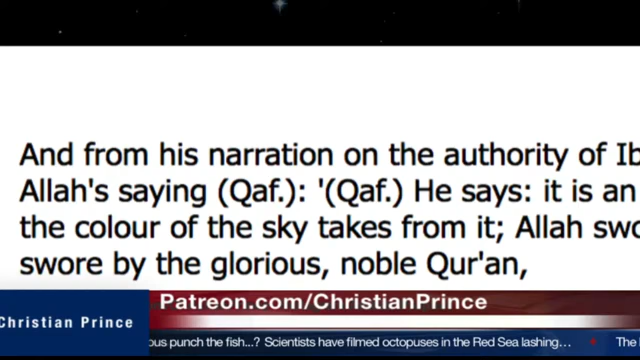 And from his narration on the authority of Ib
Allah's saying (Qaf.): '(Qaf.) He says: it is an
the colour of the sky takes from it; Allah swo
swore by the glorious, noble Qur'an,
Patreon.com/ChristianPrince
Christian Prince
ous punch the fish...? Scientists have filmed octopuses in the Red Sea lashing... The